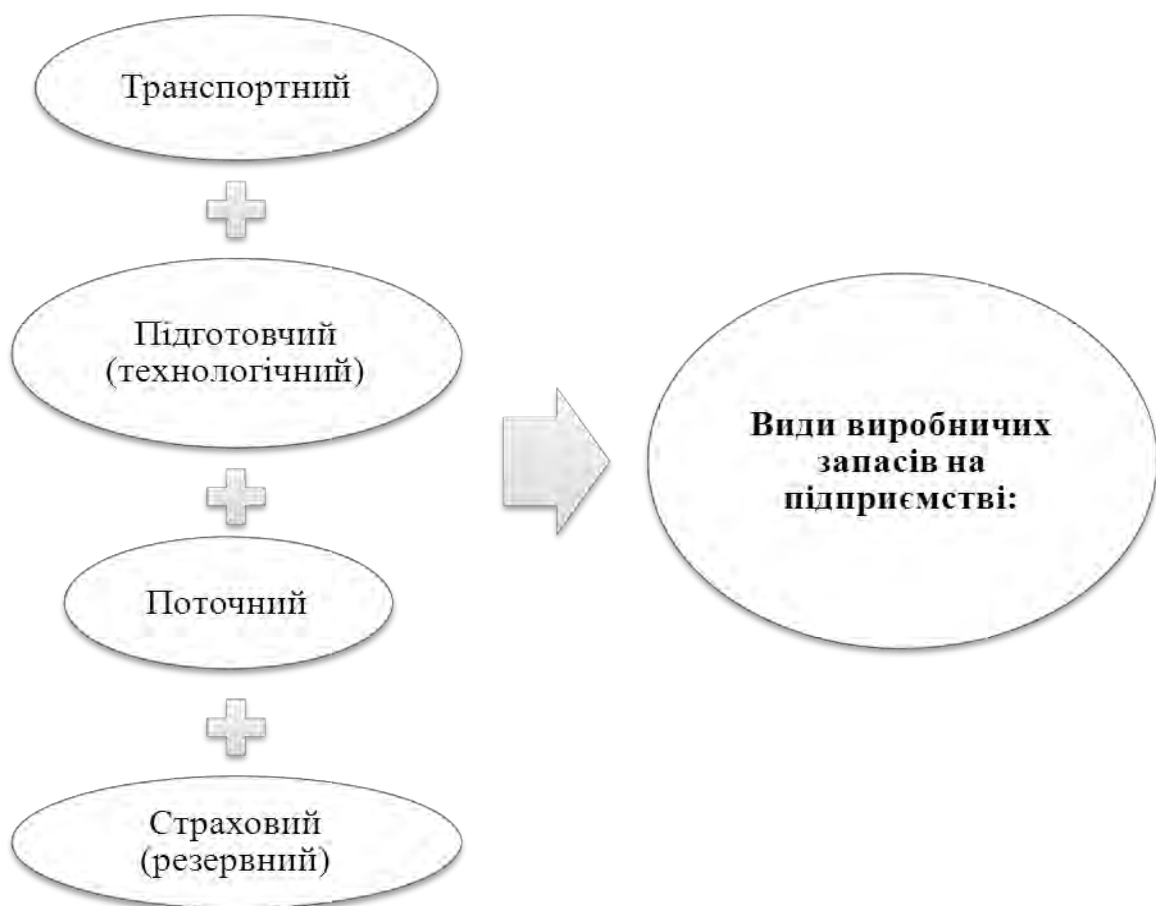 Транспортний
Підготовчий
(технологічний)
Поточний
Страховий
(резервний)
Види виробничих
запасів на
підприємстві: